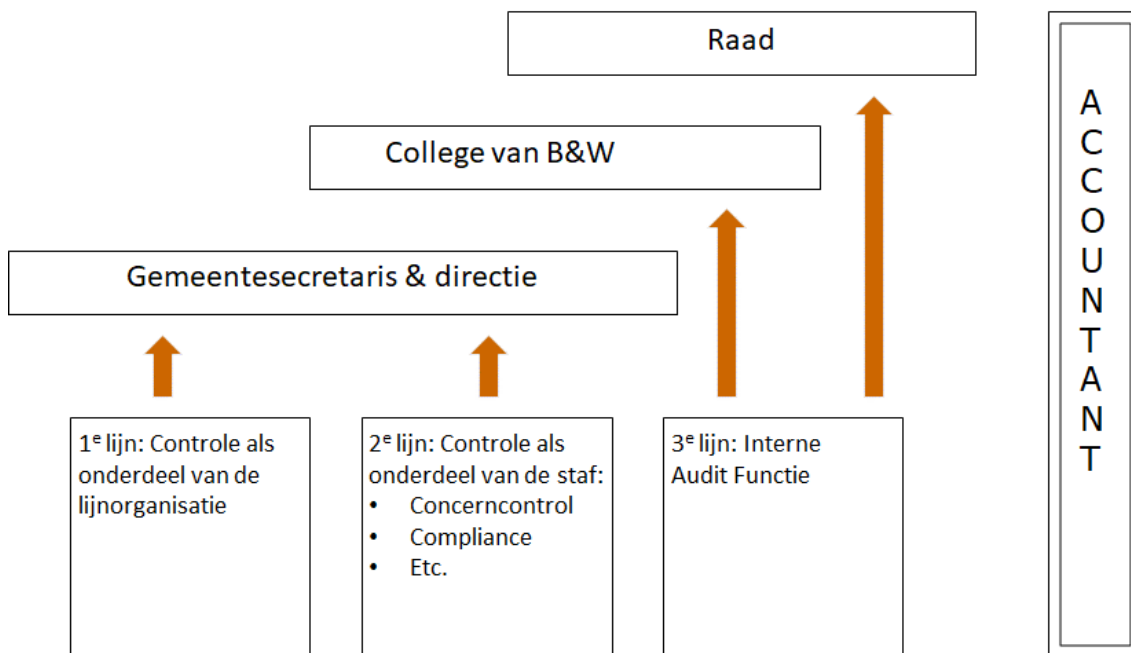 Raad
College van B&W
Gemeentesecretaris & directie
1e lijn: Controle als
onderdeel van de
lijnorganisatie
2e lijn: Controle als
onderdeel van de staf:
• Concerncontrol
• Compliance
• Etc.
3e lijn: Interne
Audit Functie
A
C
C
O
U
N
T
A
N
T